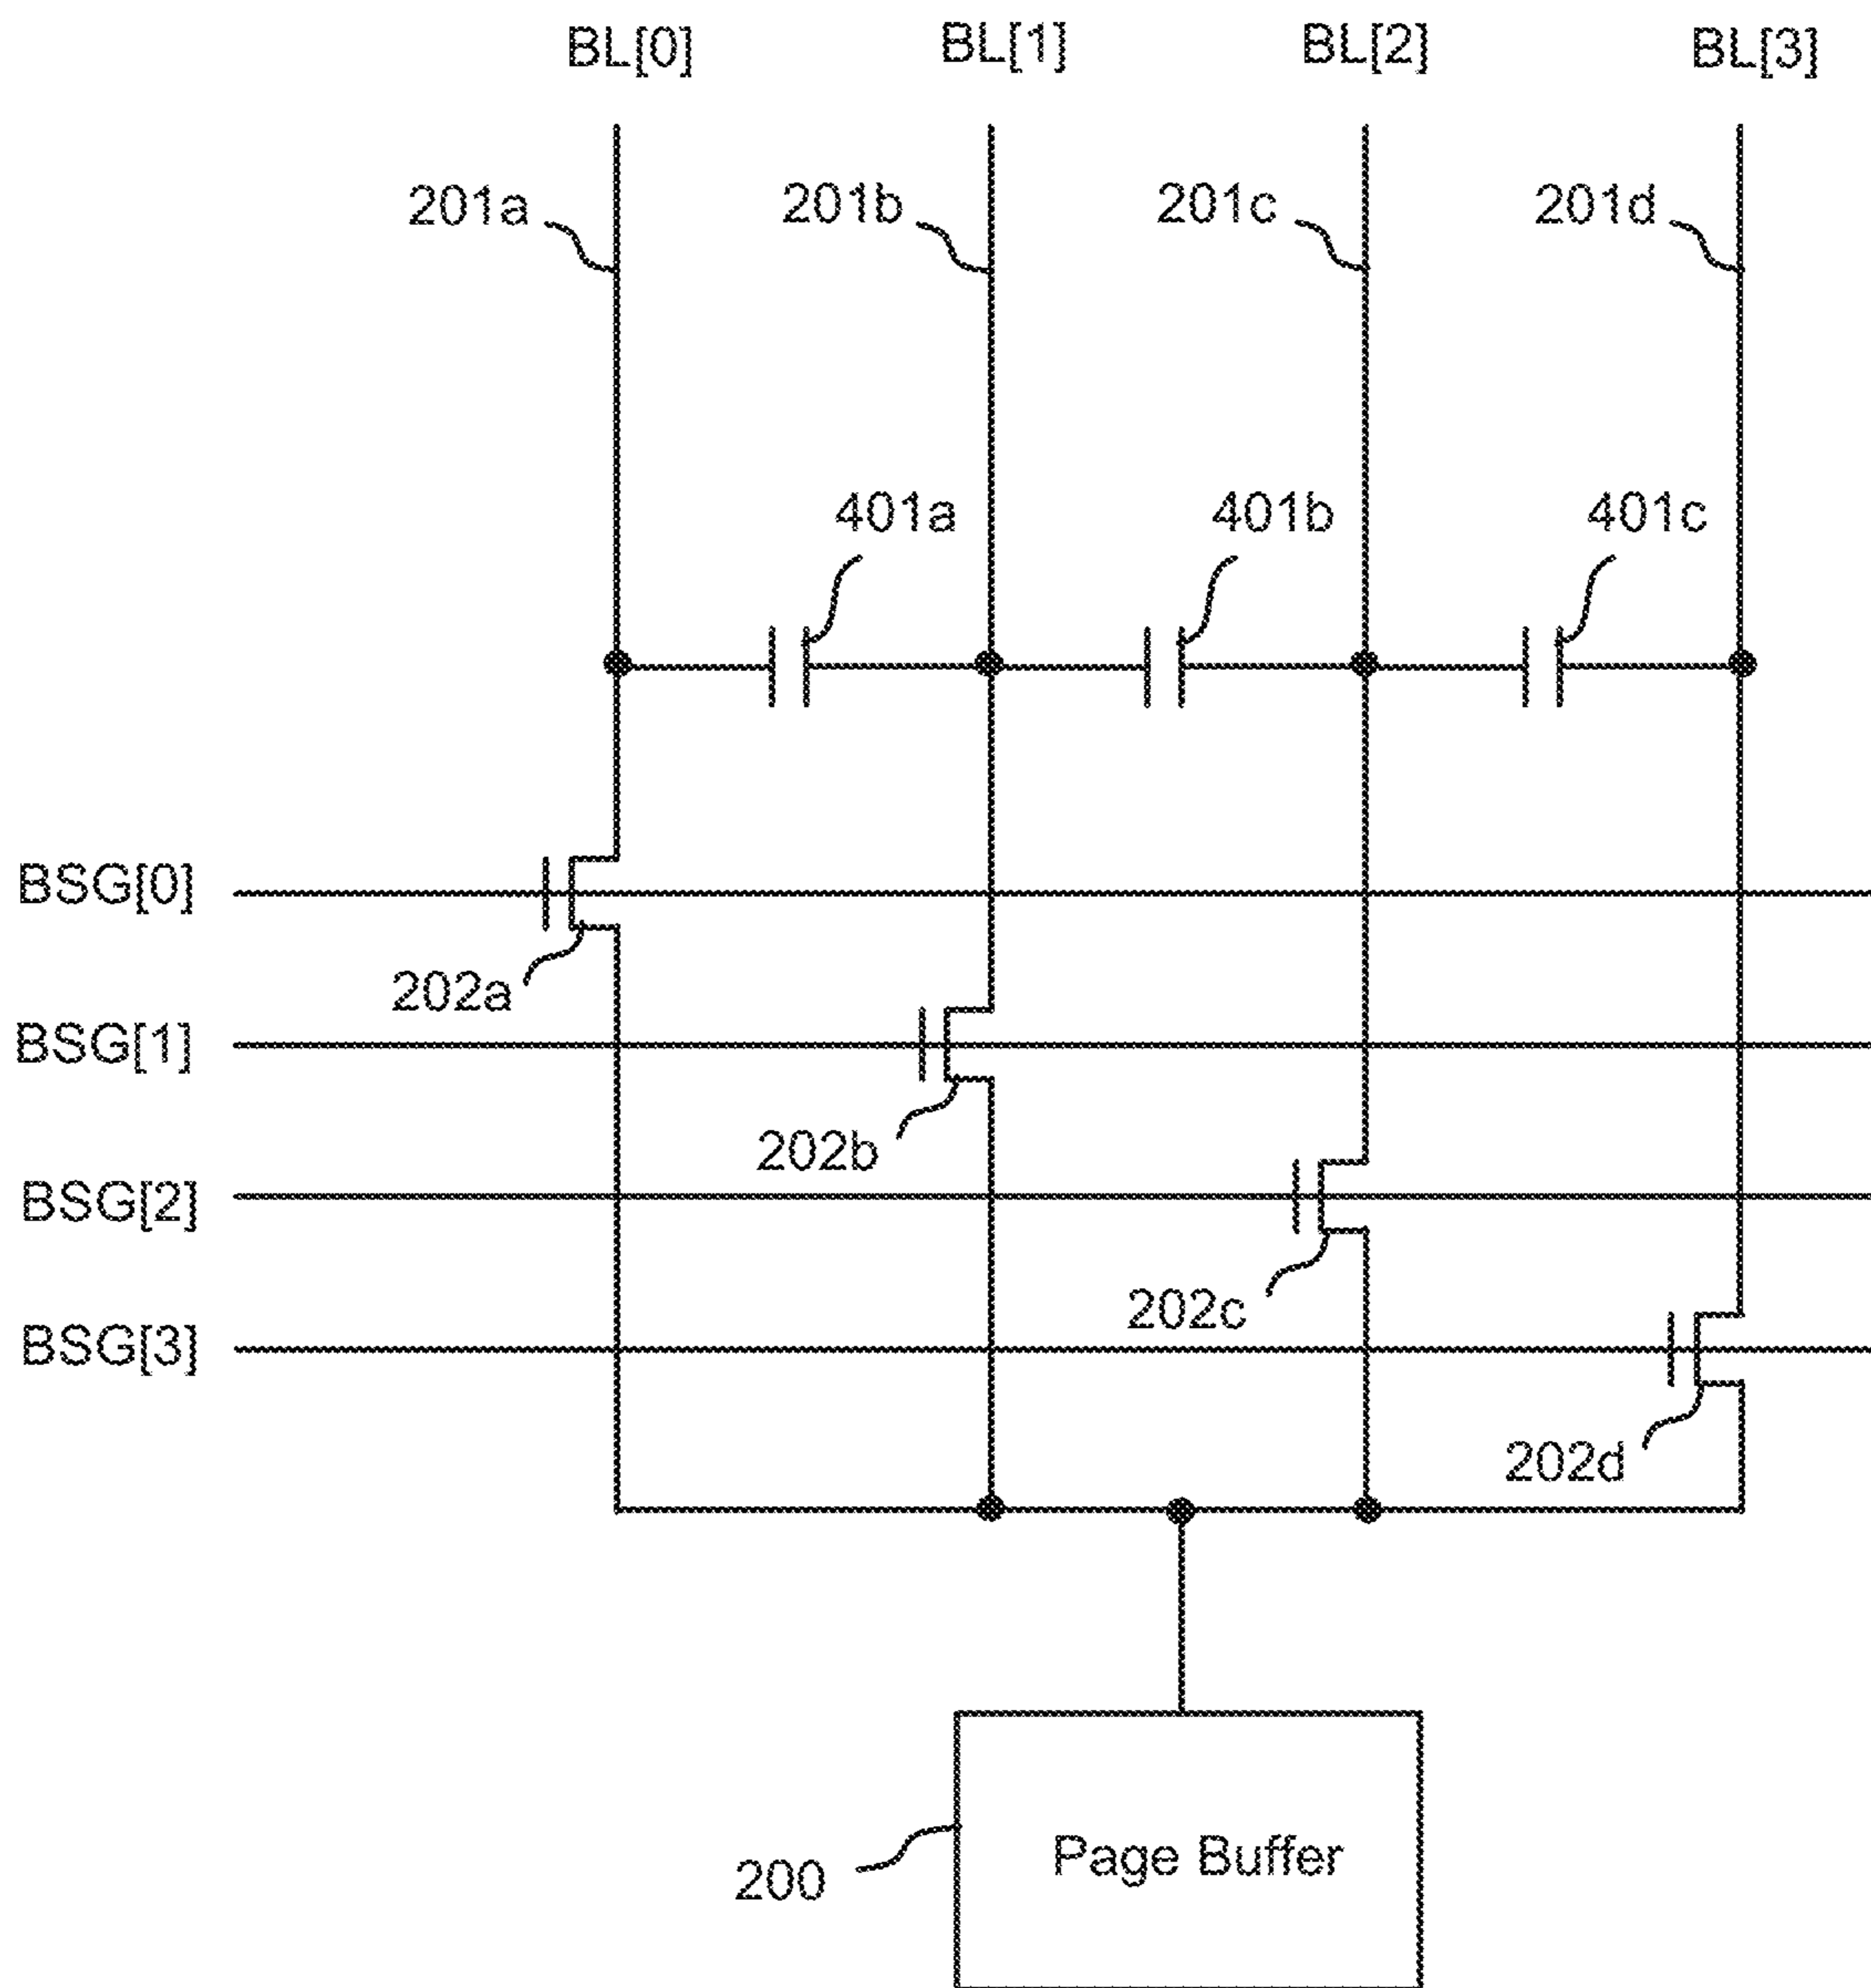 BL[0] BL[1] BL[2] BL[3]
201a 201b 201c 201d
401a 401b 401c
BSG[0]
202a
BSG[1]
202b
BSG[2]
202c
BSG[3]
202d
Page Buffer
200